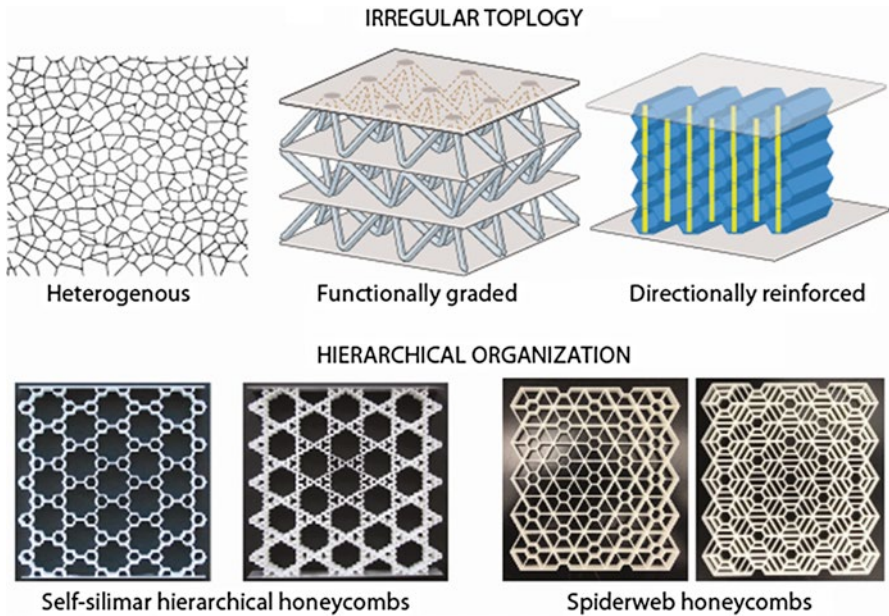 IRREGULAR TOPLOGY
Heterogenous
Functionally graded
Directionally reinforced
HIERARCHICAL ORGANIZATION
Self-silimar hierarchical honeycombs
Spiderweb honeycombs